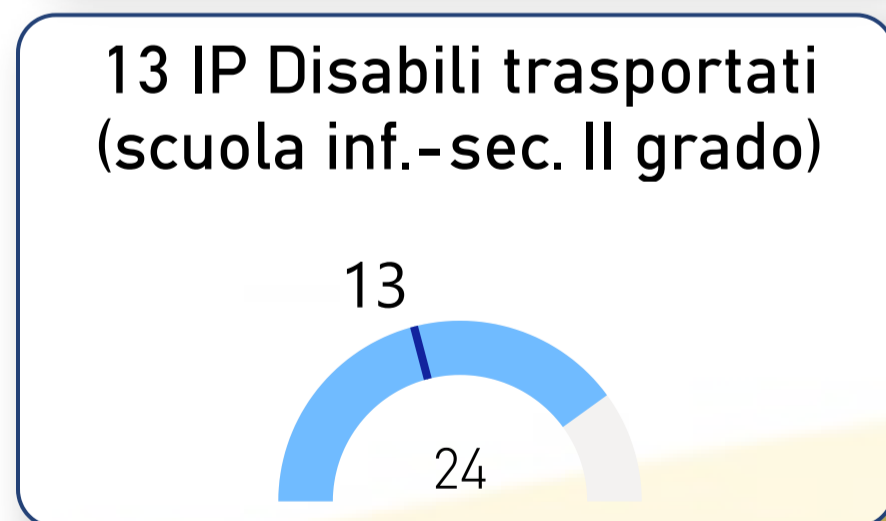 13 IP Disabili trasportati
(scuola inf.-sec. II grado)
13
24